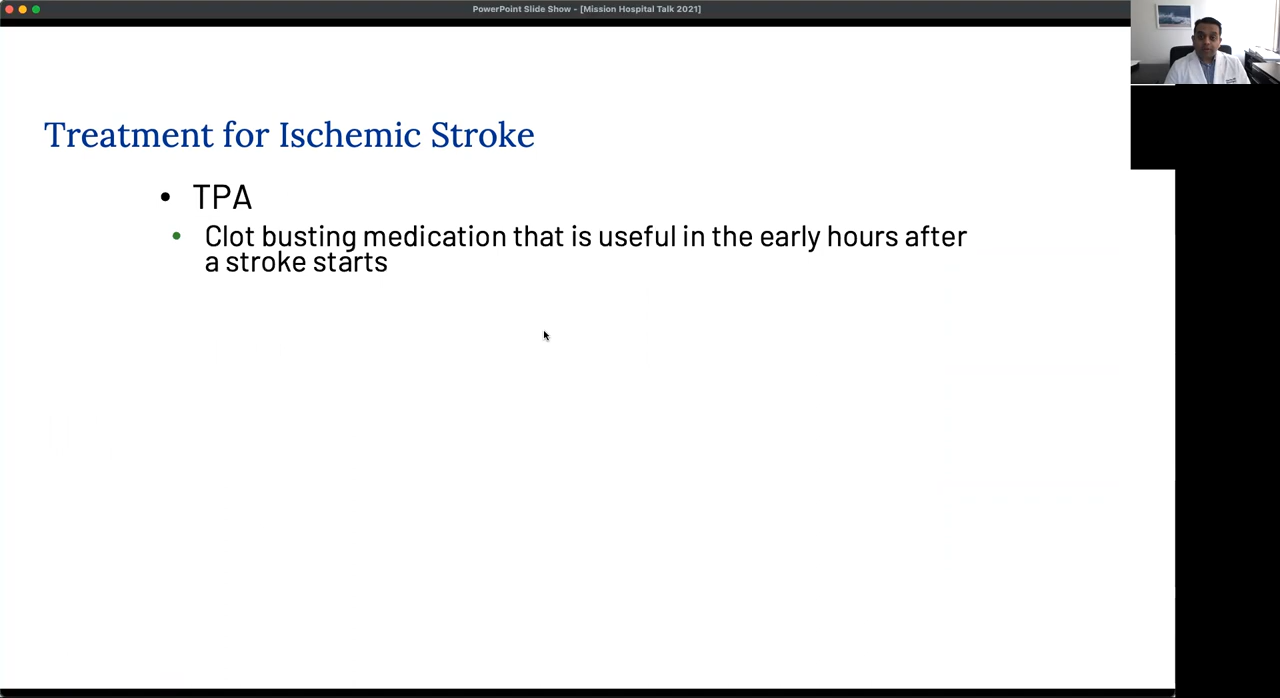 PowerPoint Slide Show - [Mission Hospital Talk 2021]
Treatment for Ischemic Stroke
• TPA
• Clot busting medication that is useful in the early hours after
a stroke starts